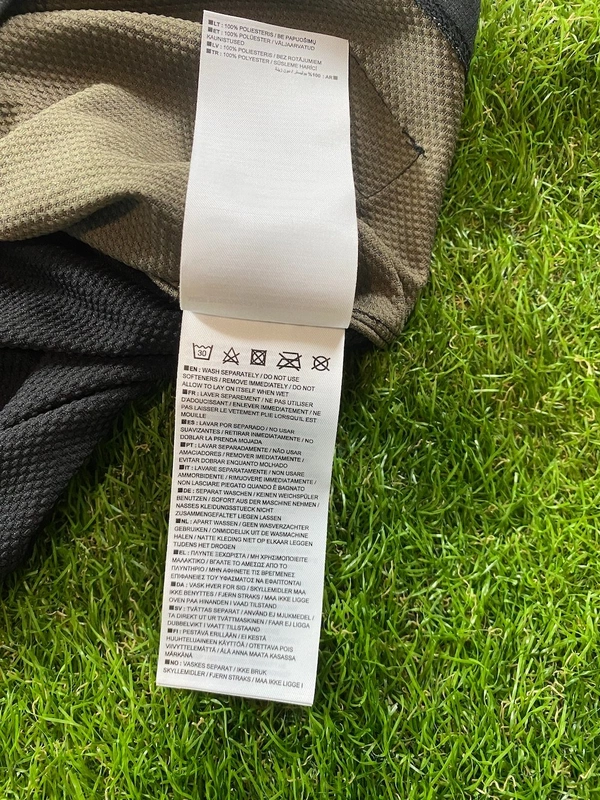 LT : 100% POLIESTERIS / BE PAPUOŠIMŲ
ET : 100% POLÜESTER / VÄLJAARVATUD
KAUNISTUSED
LV : 100% POLIESTERIS / BEZ ROTĀJUMIEM
TR : 100% POLYESTER / SÜSLEME HARİCİ
30
EN : WASH SEPARATELY / DO NOT USE
SOFTENERS / REMOVE IMMEDIATELY / DO NOT
ALLOW TO LAY ON ITSELF WHEN WET
FR : LAVER SEPAREMENT / NE PAS UTILISER
D'ADOUCISSANT / ENLEVER IMMEDIATEMENT / NE
PAS LAISSER LE VETEMENT PLIE LORSQU'IL EST
MOUILLE
ES : LAVAR POR SEPARADO / NO USAR
SUAVIZANTES / RETIRAR INMEDIATAMENTE / NO
DOBLAR LA PRENDA MOJADA
PT : LAVAR SEPARADAMENTE / NÃO USAR
AMACIADORES / REMOVER IMEDIATAMENTE /
EVITAR DOBRAR ENQUANTO MOLHADO
IT : LAVARE SEPARATAMENTE / NON USARE
AMMORBIDENTE / RIMUOVERE IMMEDIATAMENTE /
NON LASCIARE PIEGATO QUANDO È BAGNATO
DE : SEPARAT WASCHEN / KEINEN WEICHSPÜLER
BENUTZEN / SOFORT AUS DER MASCHINE NEHMEN /
NASSES KLEIDUNGSSTUECK NICHT
ZUSAMMENGEFALTET LIEGEN LASSEN
NL : APART WASSEN / GEEN WASVERZACHTER
GEBRUIKEN / ONMIDDELIJK UIT DE WASMACHINE
HALEN / NATTE KLEDING NIET OP ELKAAR LEGGEN
TIJDENS HET DROGEN
EL : ΠΛΥΝΤΕ ΞΕΧΩΡΙΣΤΑ / ΜΗ ΧΡΗΣΙΜΟΠΟΙΕΙΤΕ
ΜΑΛΑΚΤΙΚΟ / ΒΓΑΛΤΕ ΤΟ ΑΜΕΣΩΣ ΑΠΟ ΤΟ
ΠΛΥΝΤΗΡΙΟ / ΜΗΝ ΑΦΗΝΕΤΕ ΤΙΣ ΒΡΕΓΜΕΝΕΣ
ΕΠΙΦΑΝΕΙΕΣ ΤΟΥ ΥΦΑΣΜΑΤΟΣ ΝΑ ΕΦΑΠΤΟΝΤΑΙ
DA : VASK HVER FOR SIG / SKYLLEMIDLER MAA
IKKE BENYTTES / FJERN STRAKS / MAA IKKE LIGGE
OVEN PAA HINANDEN I VAAD TILSTAND
SV : TVÄTTAS SEPARAT / ANVÄND EJ MJUKMEDEL /
TA DIREKT UT UR TVÄTTMASKINEN / FAAR EJ LIGGA
DUBBELVIKT I VAATT TILLSTAAND
FI : PESTÄVÄ ERILLÄÄN / EI KESTÄ
HUUHTELUAINEEN KÄYTTÖÄ / OTETTAVA POIS
VIIVYTTELEMÄTTÄ / ÄLÄ ANNA MAATA KASASSA
MÄRKÄNÄ
NO : VASKES SEPARAT / IKKE BRUK
SKYLLEMIDLER / FJERN STRAKS / MAA IKKE LIGGE I